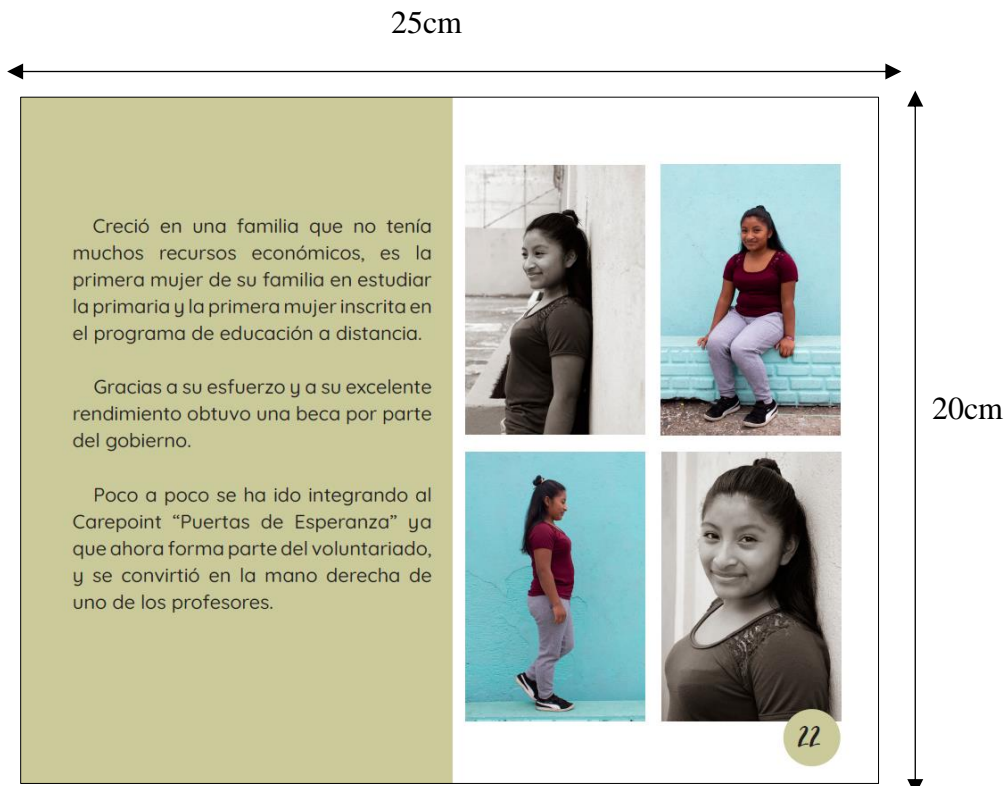 25cm
Creció en una familia que no tenía
muchos recursos económicos, es la
primera mujer de su familia en estudiar
la primaria y la primera mujer inscrita en
el programa de educación a distancia.
Gracias a su esfuerzo y a su excelente
rendimiento obtuvo una beca por parte
del gobierno.
Poco a poco se ha ido integrando al
Carepoint “Puertas de Esperanza” ya
que ahora forma parte del voluntariado,
y se convirtió en la mano derecha de
uno de los profesores.
20cm
22